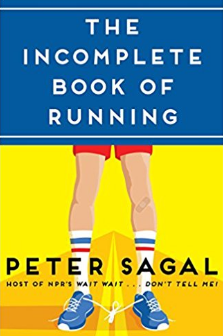 THE
INCOMPLETE
BOOK OF
RUNNING
PETER SAGAL
HOST OF NPR'S WAIT WAIT . . . DON'T TELL ME!